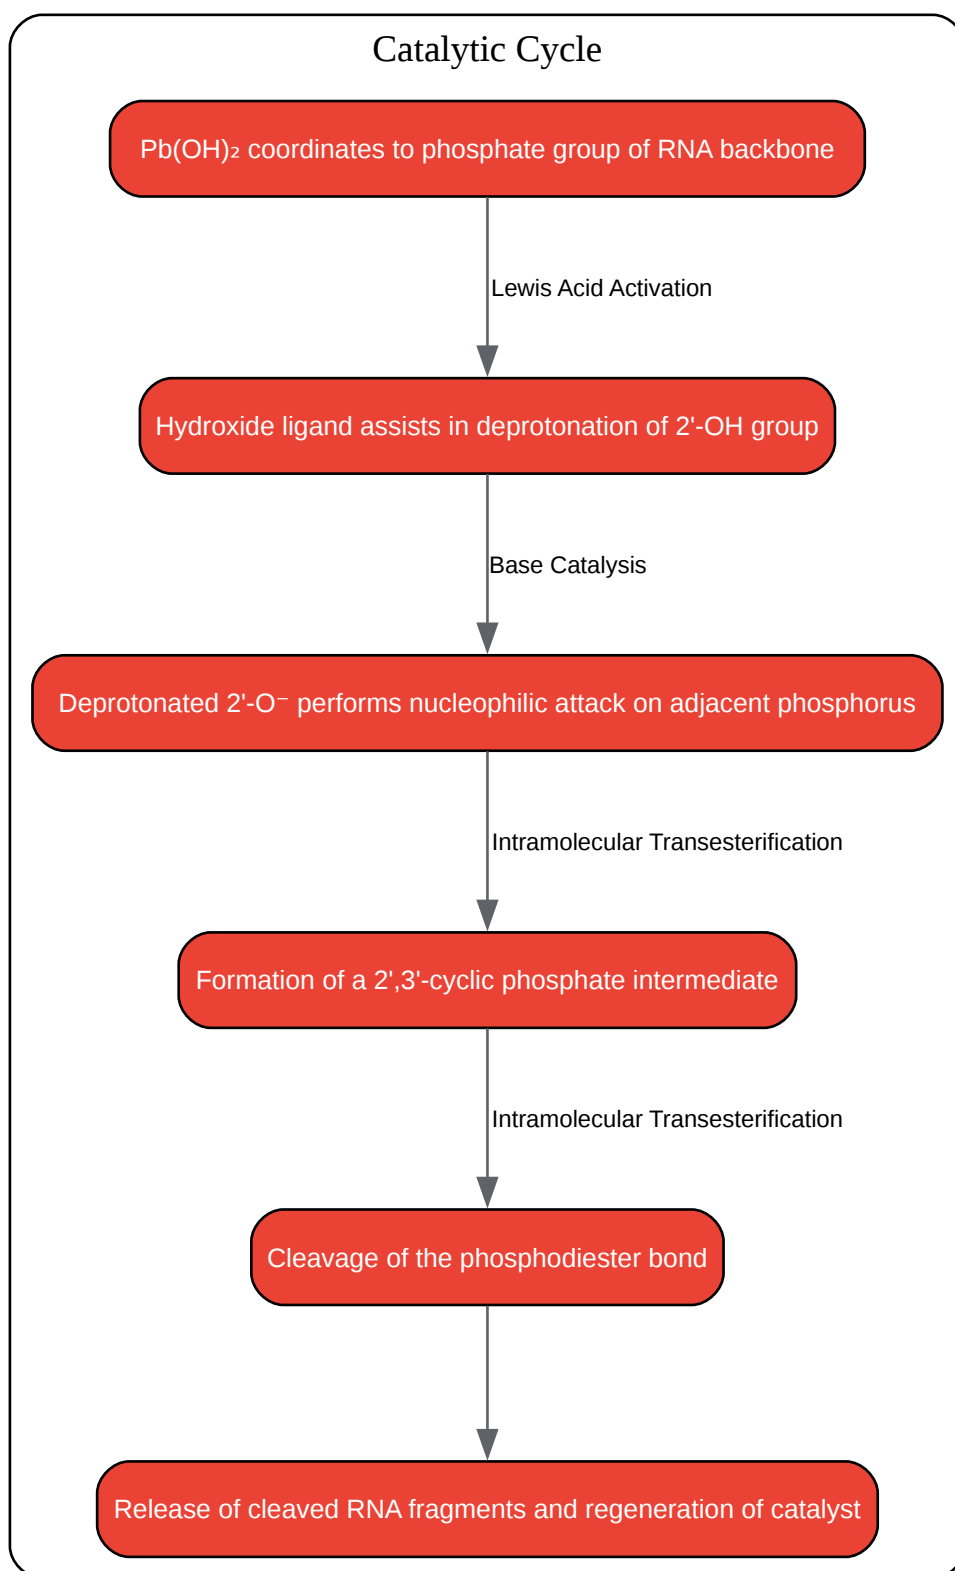 Catalytic Cycle
Pb(OH)₂ coordinates to phosphate group of RNA backbone
Lewis Acid Activation
Hydroxide ligand assists in deprotonation of 2'-OH group
Base Catalysis
Deprotonated 2'-O⁻ performs nucleophilic attack on adjacent phosphorus
Intramolecular Transesterification
Formation of a 2',3'-cyclic phosphate intermediate
Intramolecular Transesterification
Cleavage of the phosphodiester bond
Release of cleaved RNA fragments and regeneration of catalyst